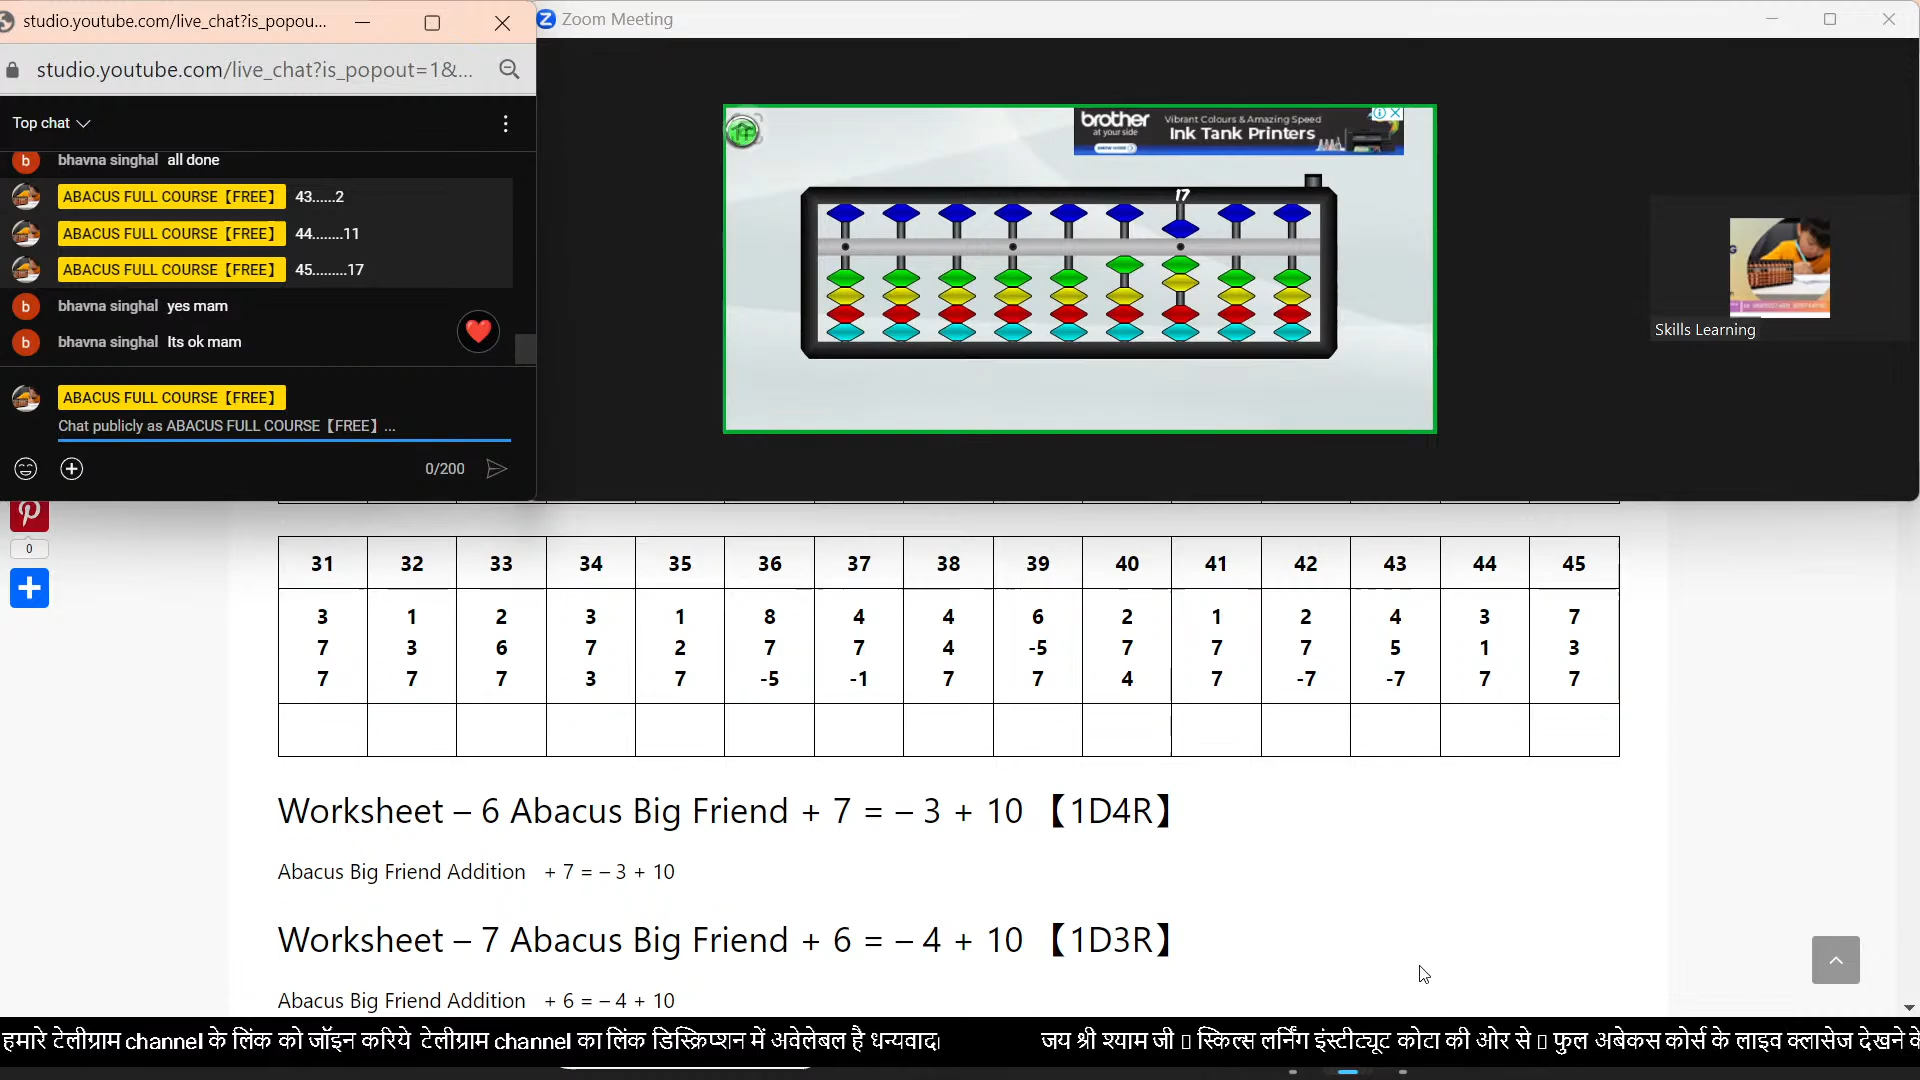 studio.youtube.com/live_chat?is_popou...
studio.youtube.com/live_chat?is_popout=1&...
Top chat
b bhavna singhal all done
ABACUS FULL COURSE【FREE】 43......2
ABACUS FULL COURSE【FREE】 44........11
ABACUS FULL COURSE【FREE】 45.........17
b bhavna singhal yes mam
b bhavna singhal Its ok mam
ABACUS FULL COURSE【FREE】
Chat publicly as ABACUS FULL COURSE【FREE】...
0/200
Zoom Meeting
brother
at your side
Vibrant Colours & Amazing Speed
Ink Tank Printers
17
Skills Learning
0
31 32 33 34 35 36 37 38 39 40 41 42 43 44 45
3 1 2 3 1 8 4 4 6 2 1 2 4 3 7
7 3 6 7 2 7 7 4 -5 7 7 7 5 1 3
7 7 7 3 7 -5 -1 7 7 4 7 -7 -7 7 7
Worksheet – 6 Abacus Big Friend + 7 = – 3 + 10 【1D4R】
Abacus Big Friend Addition + 7 = – 3 + 10
Worksheet – 7 Abacus Big Friend + 6 = – 4 + 10 【1D3R】
Abacus Big Friend Addition + 6 = – 4 + 10
हमारे टेलीग्राम channel के लिंक को जॉइन करिये टेलीग्राम channel का लिंक डिस्क्रिप्शन में अवेलेबल है धन्यवाद। जय श्री श्याम जी स्किल्स लर्निंग इंस्टीट्यूट कोटा की ओर से फुल अबेकस कोर्स के लाइव क्लासेज देखने के